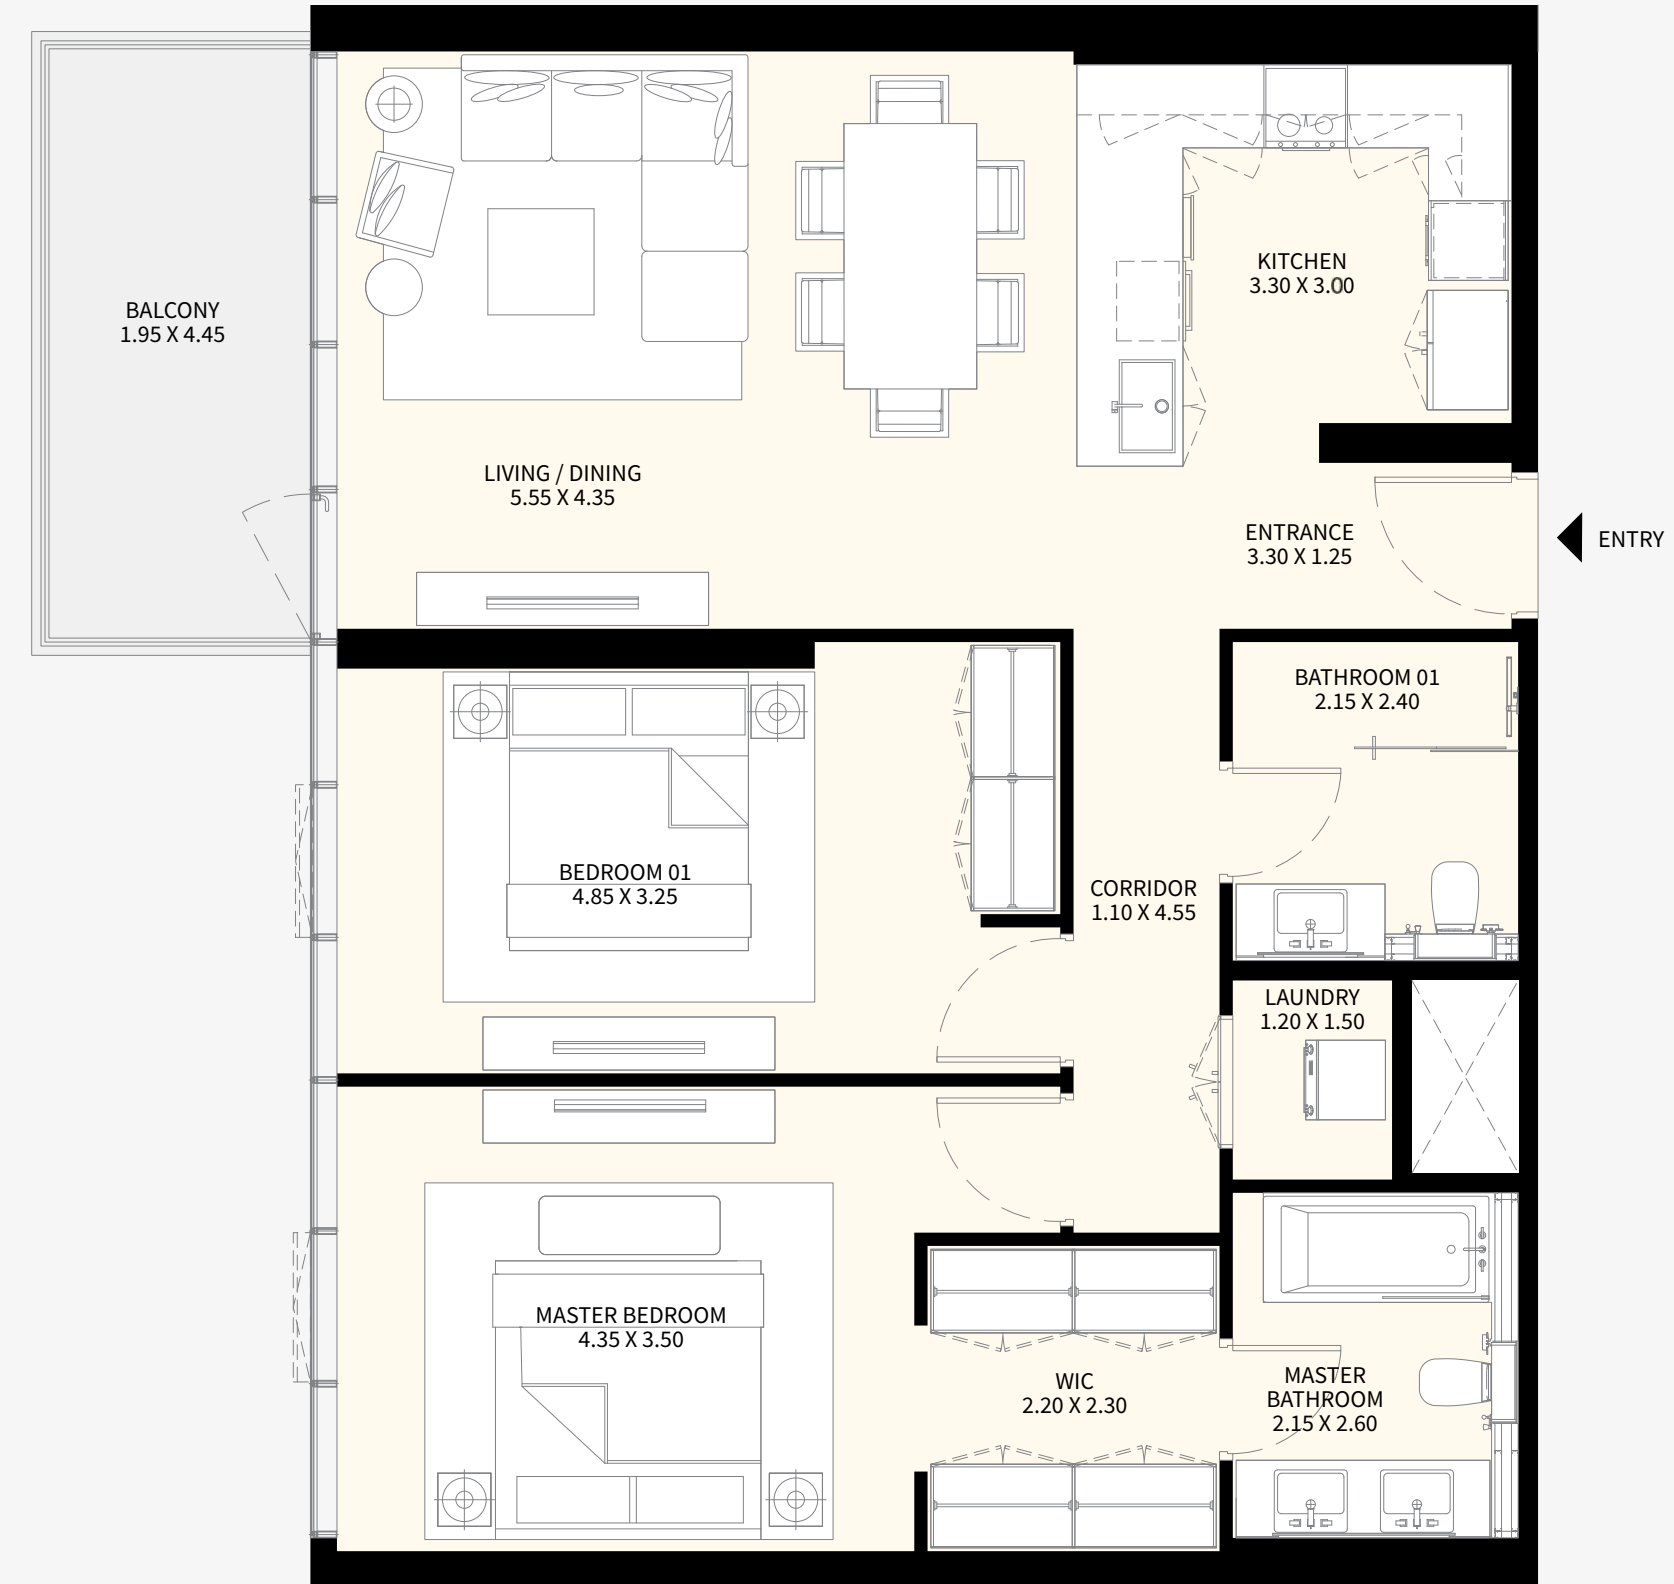 KITCHEN
3.30 X 3.00
BALCONY
1.95 X 4.45
LIVING / DINING
5.55 X 4.35
ENTRANCE
3.30 X 1.25
ENTRY
BATHROOM 01
2.15 X 2.40
BEDROOM 01
4.85 X 3.25
CORRIDOR
1.10 X 4.55
LAUNDRY
1.20 X 1.50
MASTER BEDROOM
4.35 X 3.50
WIC
2.20 X 2.30
MASTER
BATHROOM
2.15 X 2.60